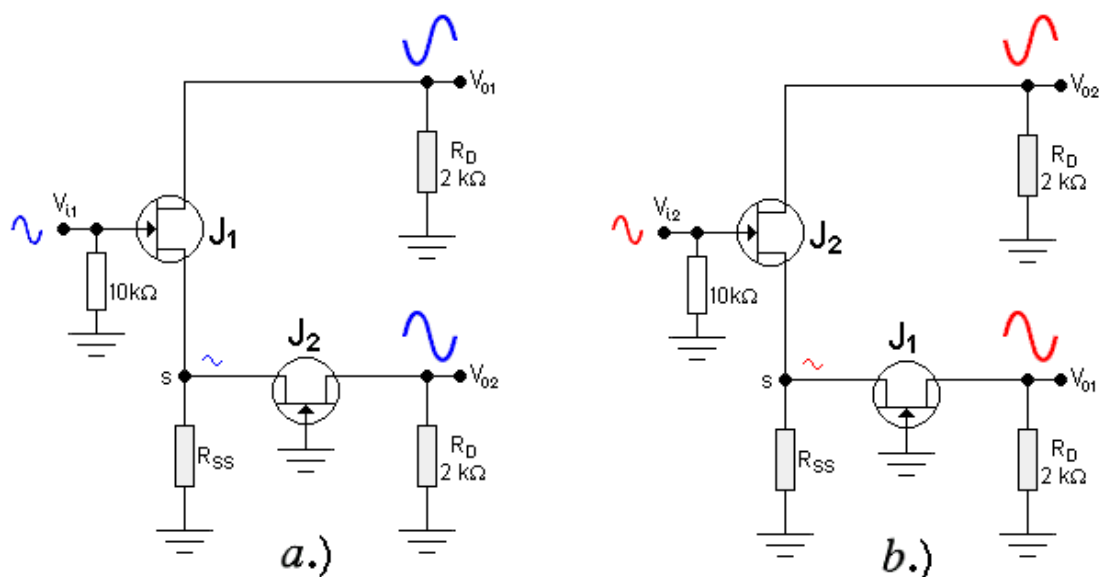 V01
RD
2 kΩ
Vi1
J1
10kΩ
J2
s
V02
RSS
RD
2 kΩ
a.)
V02
RD
2 kΩ
Vi2
J2
10kΩ
J1
s
V01
RSS
RD
2 kΩ
b.)